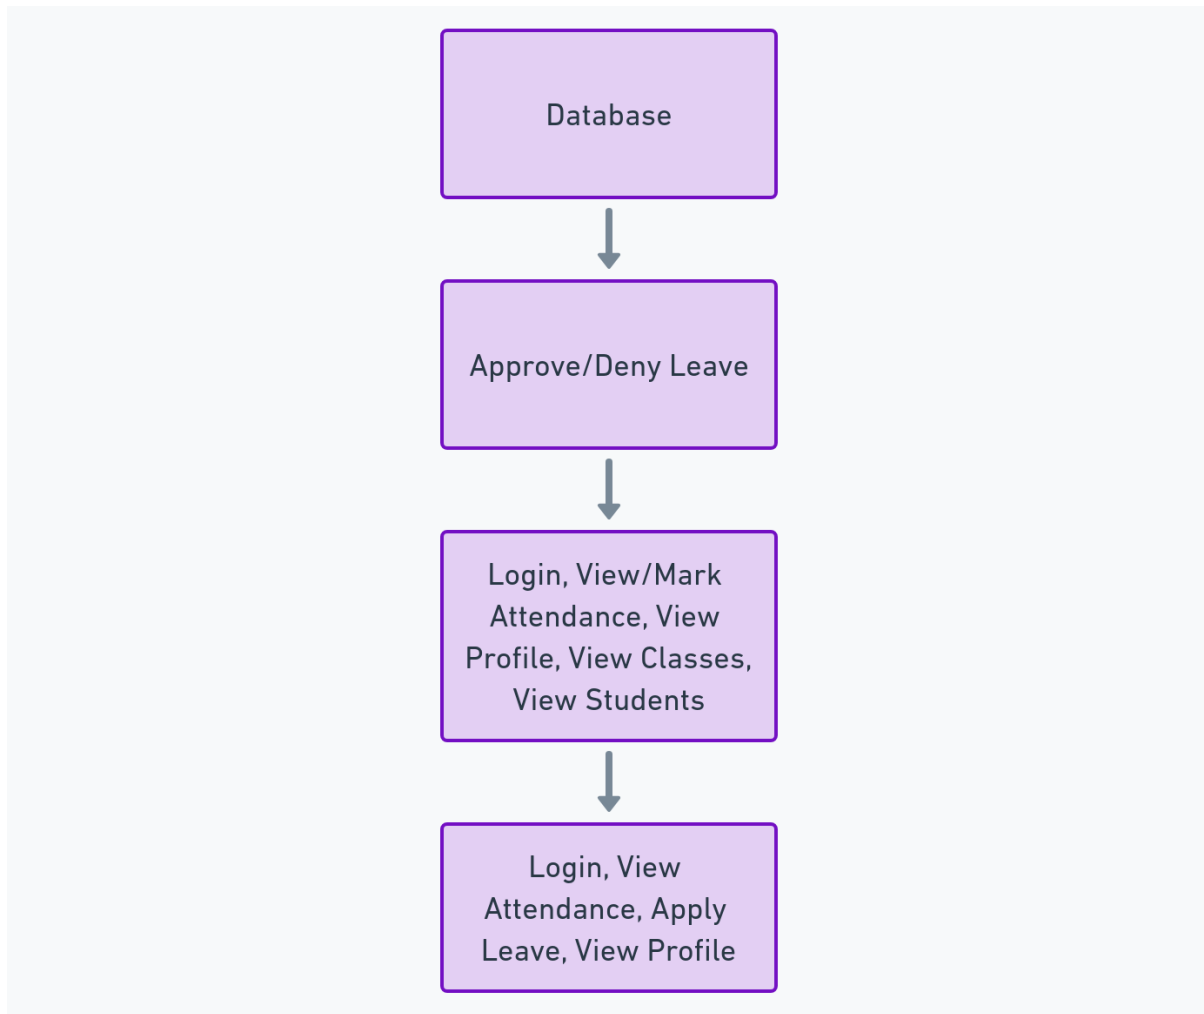 Database
Approve/Deny Leave
Login, View/Mark
Attendance, View
Profile, View Classes,
View Students
Login, View
Attendance, Apply
Leave, View Profile